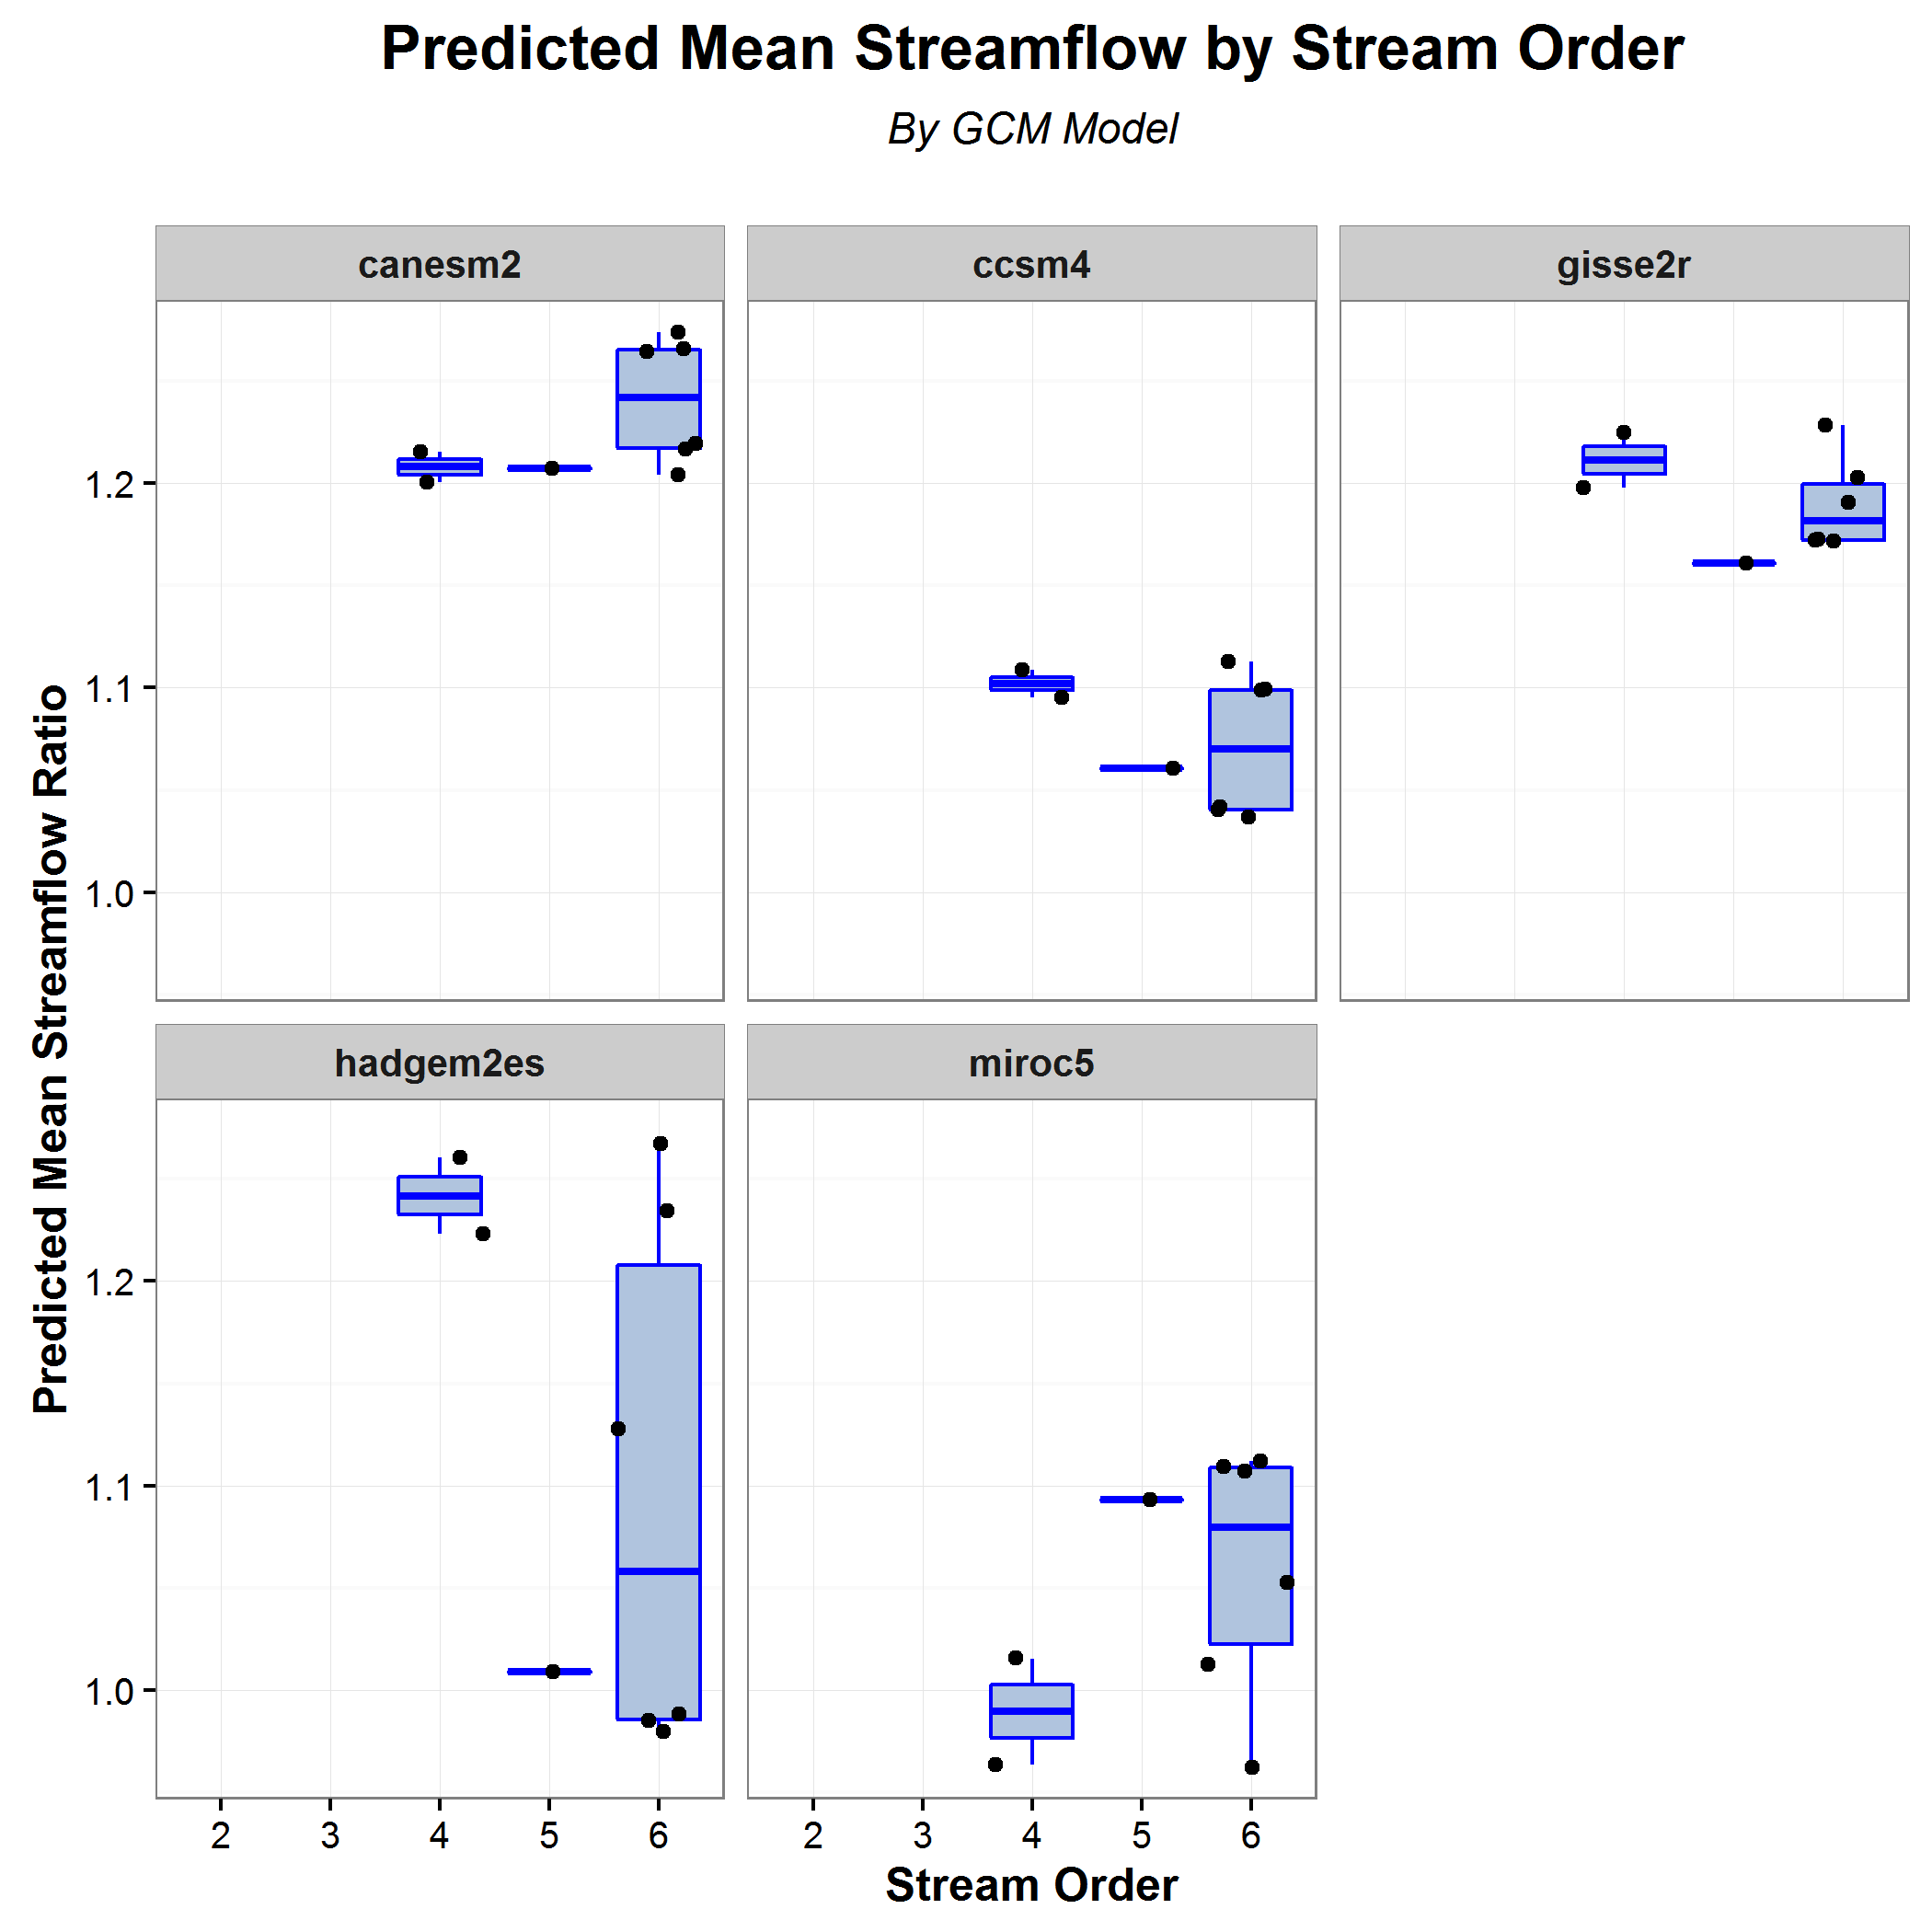 Predicted Mean Streamflow by Stream Order
By GCM Model
canesm2
ccsm4
gisse2r
1.2
1.1
1.0
Predicted Mean Streamflow Ratio
hadgem2es
miroc5
1.2
1.1
1.0
2 3 4 5 6 2 3 4 5 6
Stream Order